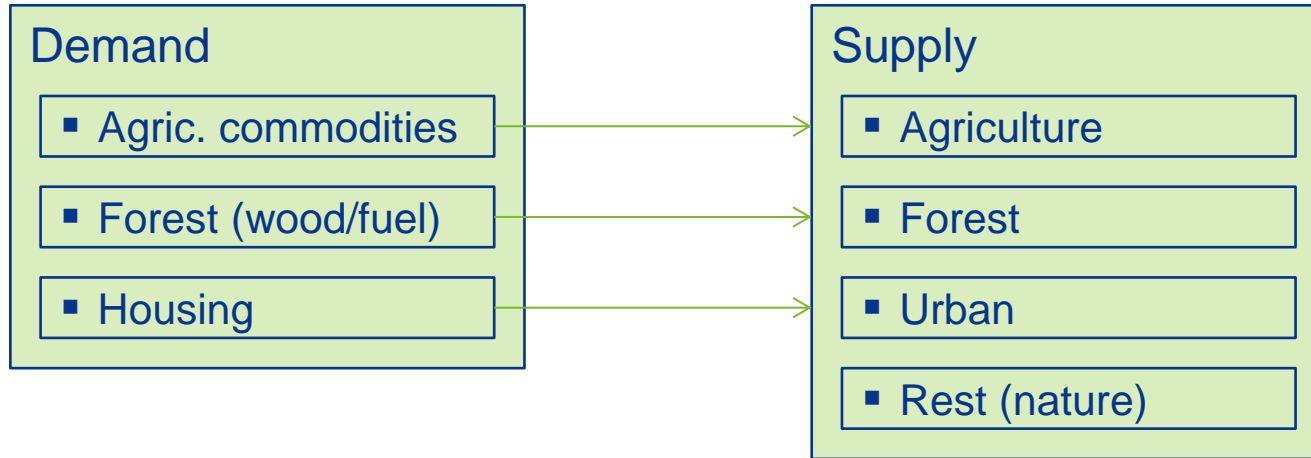 Demand
▪ Agric. commodities
▪ Forest (wood/fuel)
▪ Housing
Supply
▪ Agriculture
▪ Forest
▪ Urban
▪ Rest (nature)